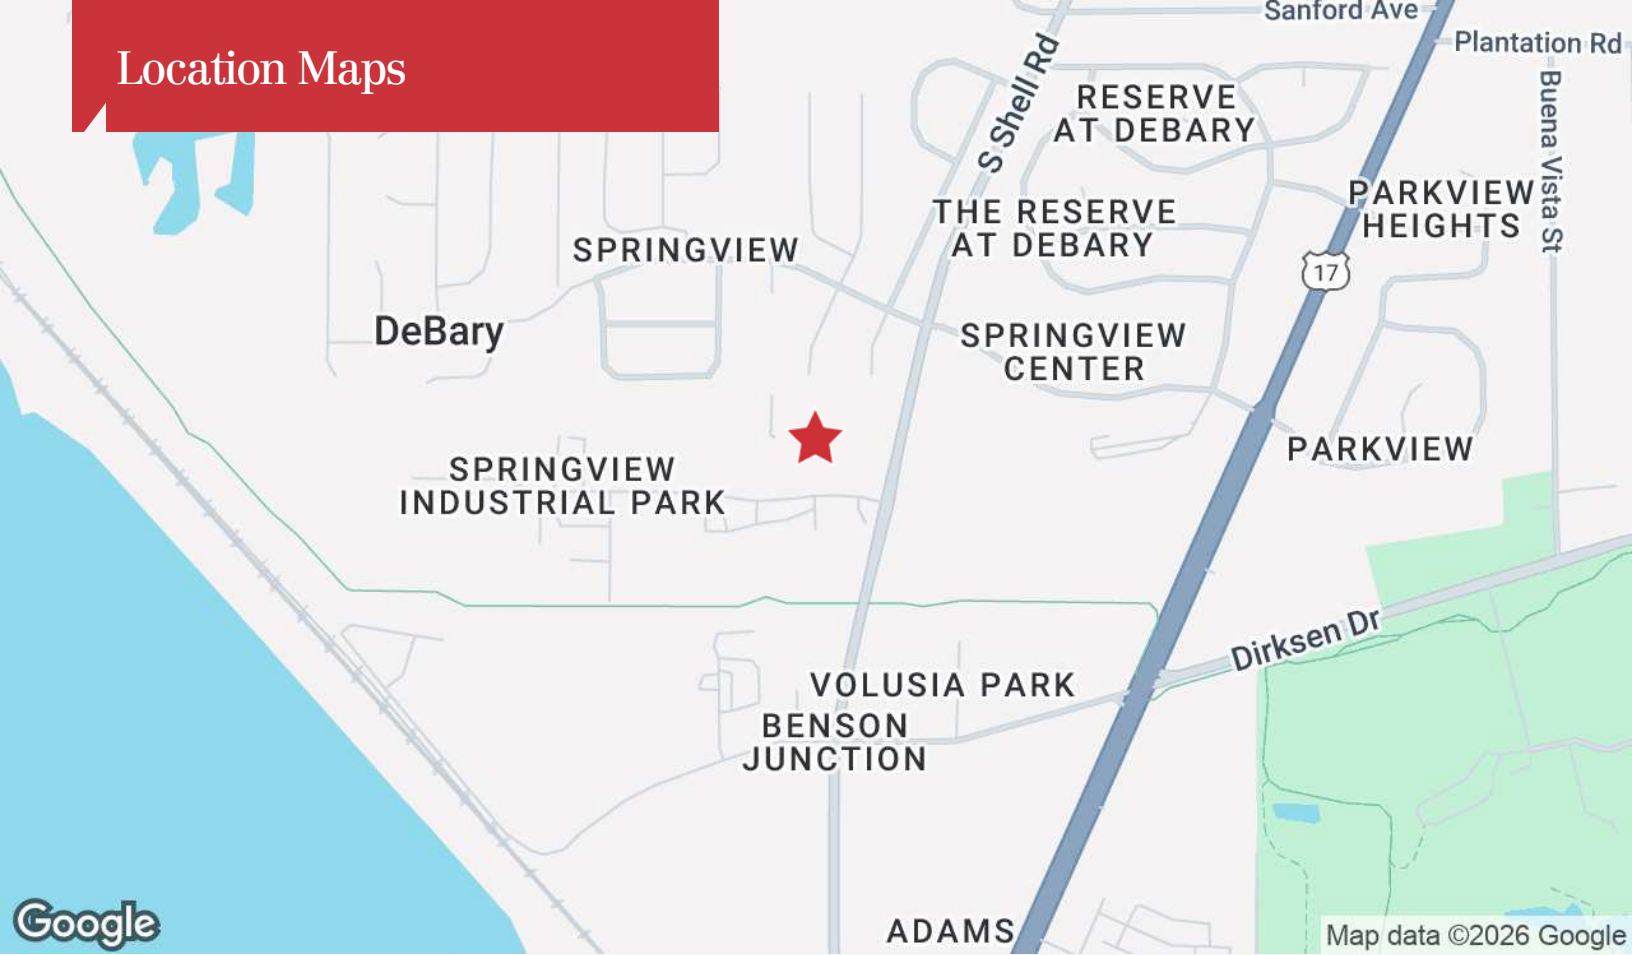 Location Maps
Sanford Ave
Plantation Rd
S Shell Rd
Buena Vista St
RESERVE
AT DEBARY
PARKVIEW
HEIGHTS
THE RESERVE
AT DEBARY
SPRINGVIEW
17
DeBary
SPRINGVIEW
CENTER
PARKVIEW
SPRINGVIEW
INDUSTRIAL PARK
Dirksen Dr
VOLUSIA PARK
BENSON
JUNCTION
ADAMS
Google
Map data ©2026 Google